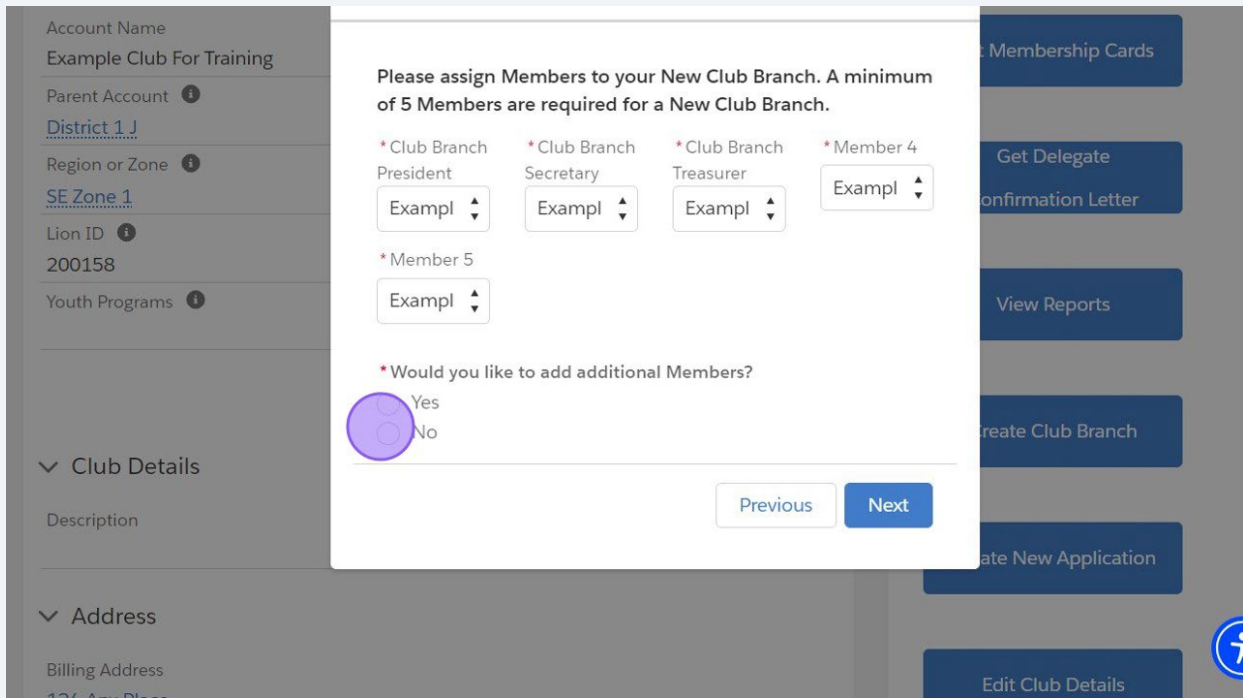 Account Name
Example Club For Training
Parent Account
District 1 J
Region or Zone
SE Zone 1
Lion ID
200158
Youth Programs
Club Details
Description
Address
Billing Address
Please assign Members to your New Club Branch. A minimum
of 5 Members are required for a New Club Branch.
*Club Branch
President
Exampl
*Club Branch
Secretary
Exampl
*Club Branch
Treasurer
Exampl
*Member 4
Exampl
*Member 5
Exampl
*Would you like to add additional Members?
Yes
No
Previous
Next
t Membership Cards
Get Delegate
onfirmation Letter
View Reports
reate Club Branch
ate New Application
Edit Club Details